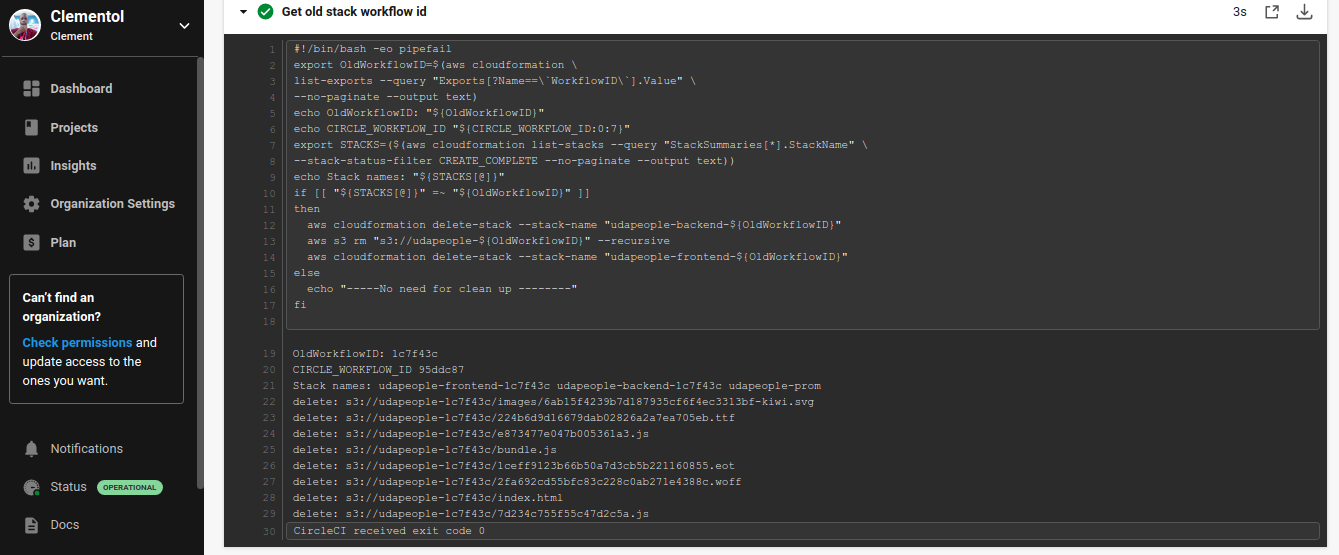 Clementol
Clement
Dashboard
Projects
Insights
Organization Settings
Plan
Can't find an
organization?
Check permissions and
update access to the
ones you want.
Notifications
Status OPERATIONAL
Docs
Get old stack workflow id
3s
1 #!/bin/bash -eo pipefail
2 export OldWorkflowID=$(aws cloudformation \
3 list-exports --query "Exports[?Name==\`WorkflowID\`].Value" \
4 --no-paginate --output text)
5 echo OldWorkflowID: "${OldWorkflowID}"
6 echo CIRCLE_WORKFLOW_ID "${CIRCLE_WORKFLOW_ID:0:7}"
7 export STACKS=($(aws cloudformation list-stacks --query "StackSummaries[*].StackName" \
8 --stack-status-filter CREATE_COMPLETE --no-paginate --output text))
9 echo Stack names: "${STACKS[@]}"
10 if [[ "${STACKS[@]}" =~ "${OldWorkflowID}" ]]
11 then
12   aws cloudformation delete-stack --stack-name "udapeople-backend-${OldWorkflowID}"
13   aws s3 rm "s3://udapeople-${OldWorkflowID}" --recursive
14   aws cloudformation delete-stack --stack-name "udapeople-frontend-${OldWorkflowID}"
15 else
16   echo "-----No need for clean up --------"
17 fi
18
19 OldWorkflowID: 1c7f43c
20 CIRCLE_WORKFLOW_ID 95ddc87
21 Stack names: udapeople-frontend-1c7f43c udapeople-backend-1c7f43c udapeople-prom
22 delete: s3://udapeople-1c7f43c/images/6ab15f4239b7d187935cf6f4ec3313bf-kiwi.svg
23 delete: s3://udapeople-1c7f43c/224b6d9d16679dab02826a2a7ea705eb.ttf
24 delete: s3://udapeople-1c7f43c/e873477e047b005361a3.js
25 delete: s3://udapeople-1c7f43c/bundle.js
26 delete: s3://udapeople-1c7f43c/1ceff9123b66b50a7d3cb5b221160855.eot
27 delete: s3://udapeople-1c7f43c/2fa692cd55bfc83c228c0ab271e4388c.woff
28 delete: s3://udapeople-1c7f43c/index.html
29 delete: s3://udapeople-1c7f43c/7d234c755f55c47d2c5a.js
30 CircleCI received exit code 0